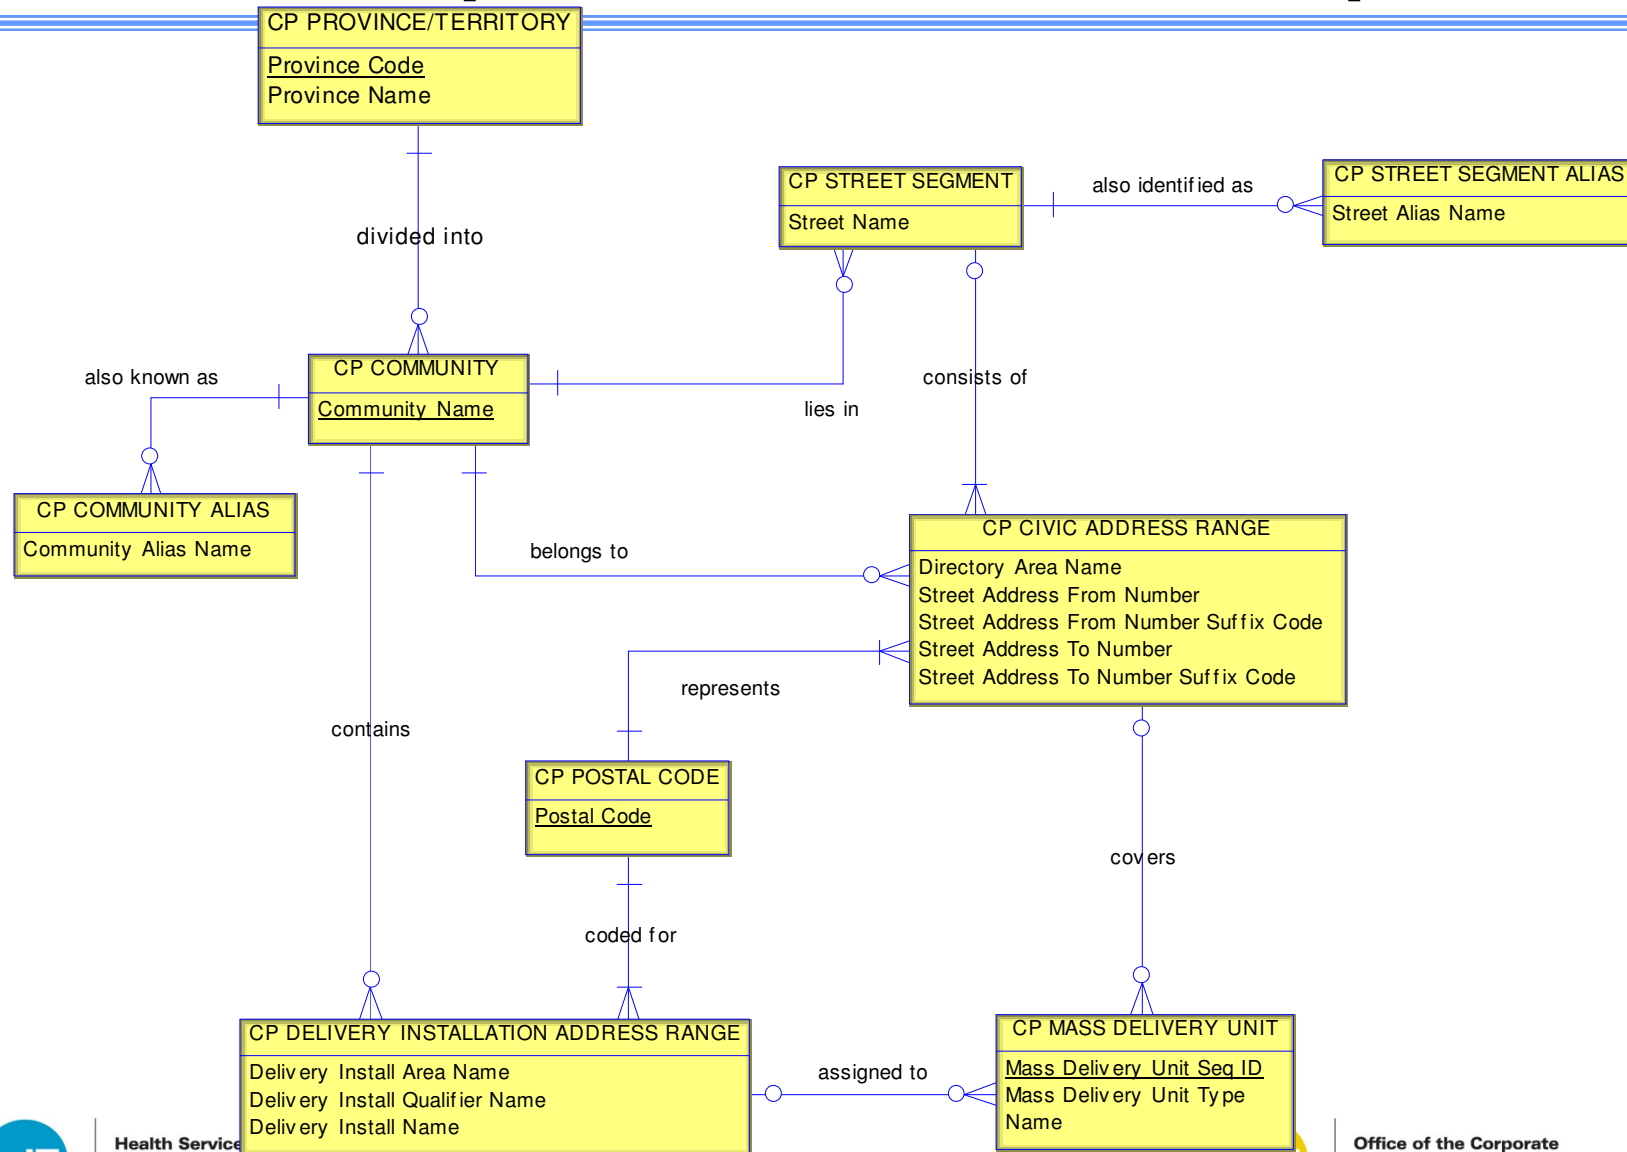 CP PROVINCE/TERRITORY
Province Code
Province Name
divided into
CP STREET SEGMENT
Street Name
also identified as
CP STREET SEGMENT ALIAS
Street Alias Name
also known as
CP COMMUNITY
Community Name
lies in
consists of
CP COMMUNITY ALIAS
Community Alias Name
belongs to
CP CIVIC ADDRESS RANGE
Directory Area Name
Street Address From Number
Street Address From Number Suffix Code
Street Address To Number
Street Address To Number Suffix Code
represents
contains
CP POSTAL CODE
Postal Code
covers
coded for
CP DELIVERY INSTALLATION ADDRESS RANGE
Delivery Install Area Name
Delivery Install Qualifier Name
Delivery Install Name
assigned to
CP MASS DELIVERY UNIT
Mass Delivery Unit Seq ID
Mass Delivery Unit Type
Name
Health Service
Office of the Corporate